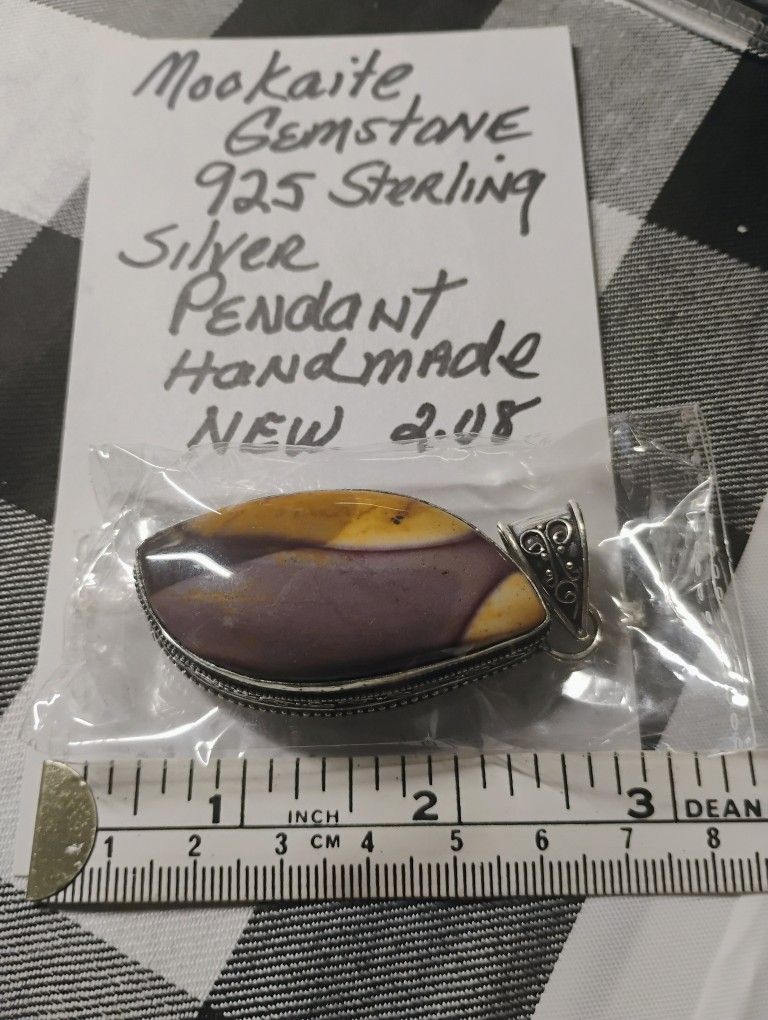 Mookaite
GEMSTONE
925 Sterling
Silver
PENdANT
HaNdmAde
NEW 2.08
1 INCH 2 3 DEAN
1 2 3 CM 4 5 6 7 8